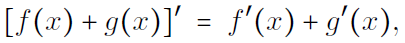 [f(x) + g(x)]′ = f′(x) + g′(x),